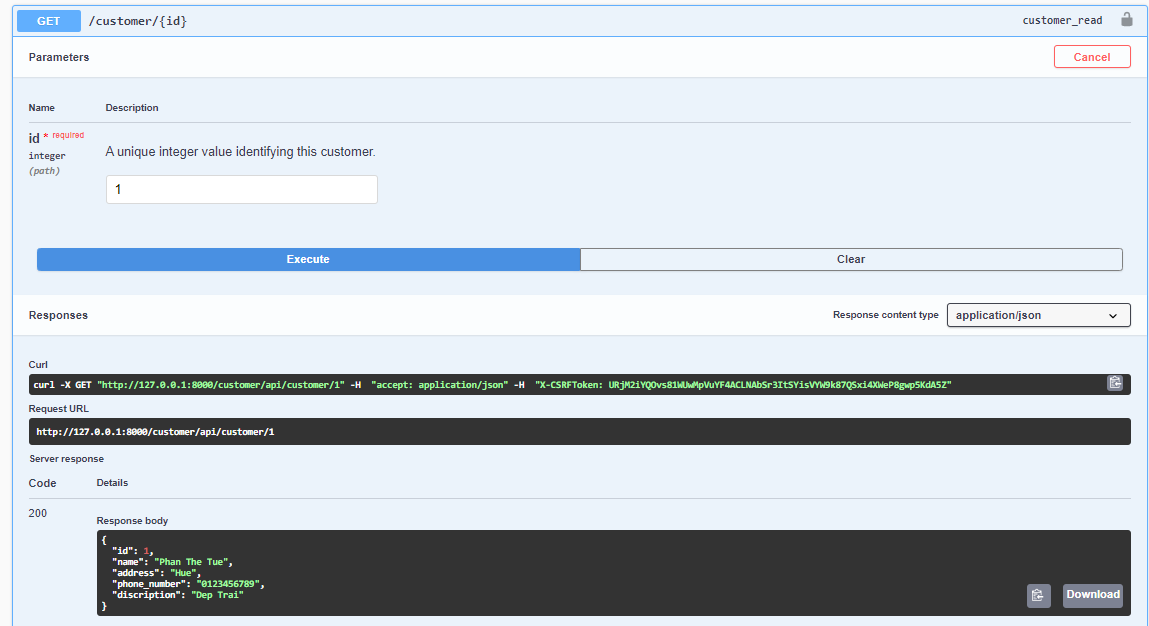 GET /customer/{id} customer_read
Parameters Cancel
Name Description
id * required
integer
(path)
A unique integer value identifying this customer.
1
Execute Clear
Responses Response content type application/json
Curl
curl -X GET "http://127.0.0.1:8000/customer/api/customer/1" -H "accept: application/json" -H "X-CSRFToken: URjM2iYQOvs81WUwMpVuYF4ACLNAbSr3ItSYisVYW9k87QSxi4XWeP8gwp5KdA5Z"
Request URL
http://127.0.0.1:8000/customer/api/customer/1
Server response
Code Details
200
Response body
{
"id": 1,
"name": "Phan The Tue",
"address": "Hue",
"phone_number": "0123456789",
"discription": "Dep Trai"
}
Download